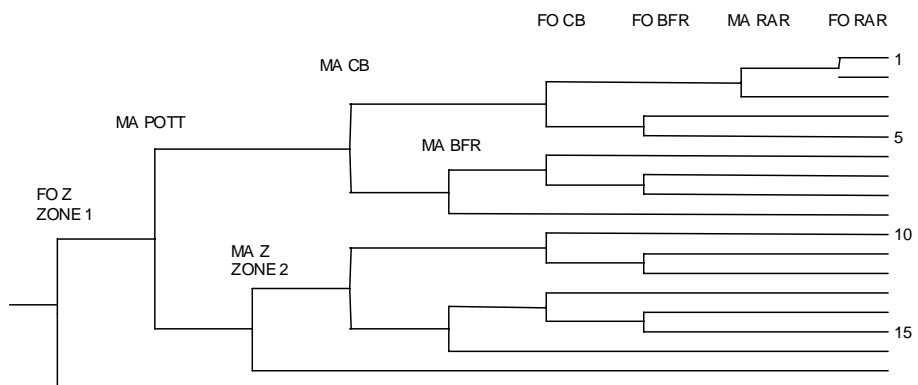 FO CB FO BFR MA RAR FO RAR
1
MA CB
MA POTT
5
MA BFR
FO Z
ZONE 1
10
MA Z
ZONE 2
15